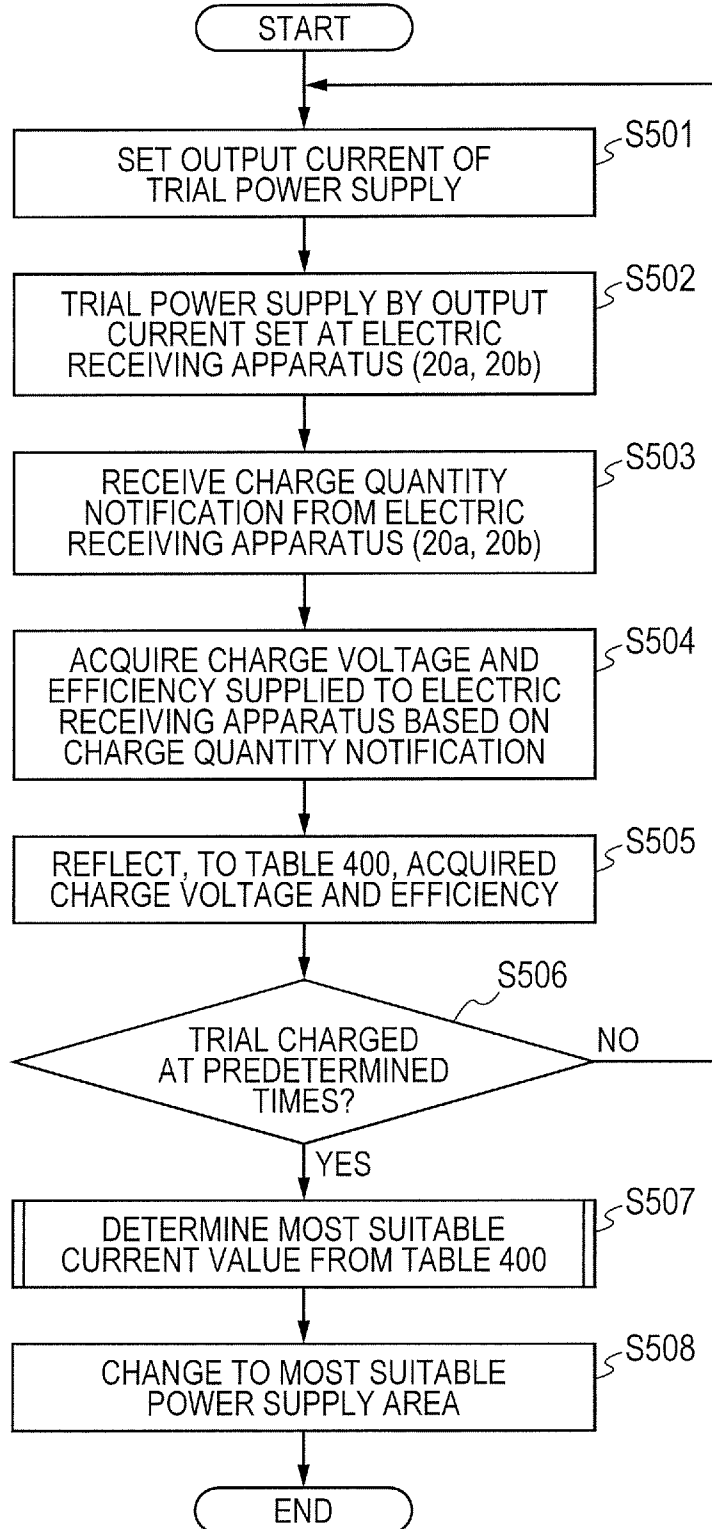 START
S501
SET OUTPUT CURRENT OF
TRIAL POWER SUPPLY
S502
TRIAL POWER SUPPLY BY OUTPUT
CURRENT SET AT ELECTRIC
RECEIVING APPARATUS (20a, 20b)
S503
RECEIVE CHARGE QUANTITY
NOTIFICATION FROM ELECTRIC
RECEIVING APPARATUS (20a, 20b)
S504
ACQUIRE CHARGE VOLTAGE AND
EFFICIENCY SUPPLIED TO ELECTRIC
RECEIVING APPARATUS BASED ON
CHARGE QUANTITY NOTIFICATION
S505
REFLECT, TO TABLE 400, ACQUIRED
CHARGE VOLTAGE AND EFFICIENCY
S506
TRIAL CHARGED
AT PREDETERMINED
TIMES?
NO
YES
S507
DETERMINE MOST SUITABLE
CURRENT VALUE FROM TABLE 400
S508
CHANGE TO MOST SUITABLE
POWER SUPPLY AREA
END